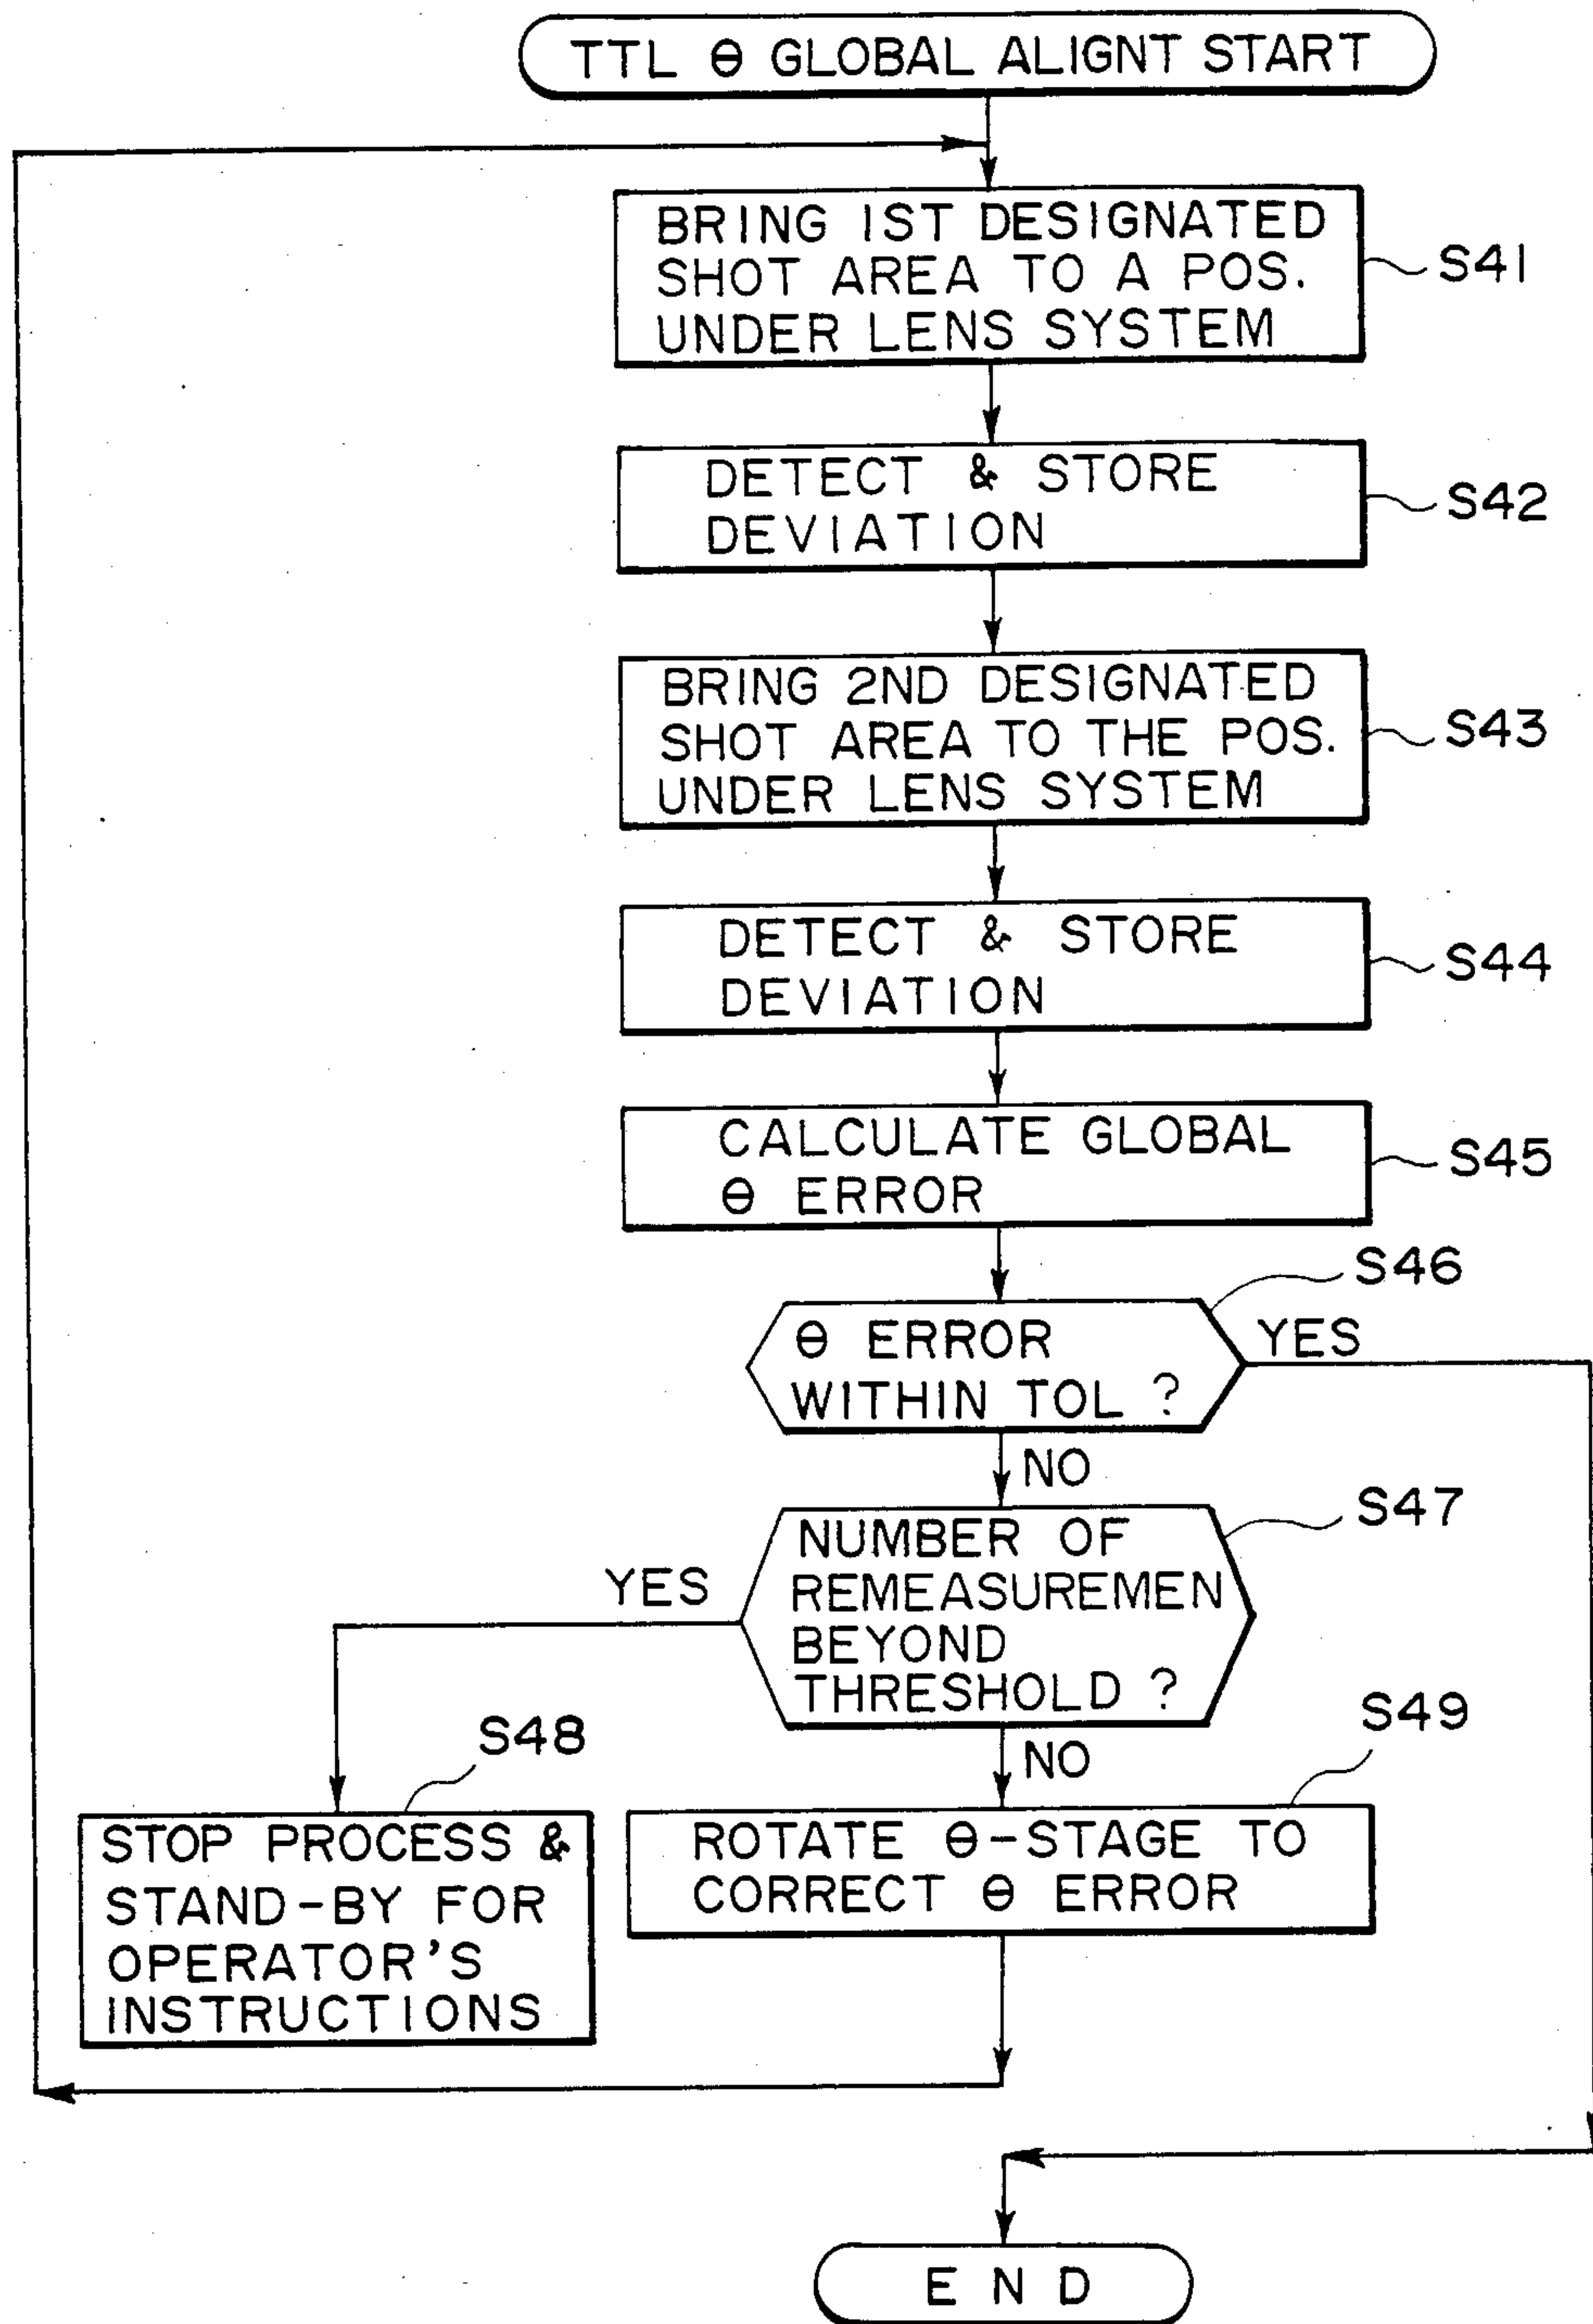 TTL θ GLOBAL ALIGNT START
BRING 1ST DESIGNATED
SHOT AREA TO A POS.
UNDER LENS SYSTEM
S41
DETECT & STORE
DEVIATION
S42
BRING 2ND DESIGNATED
SHOT AREA TO THE POS.
UNDER LENS SYSTEM
S43
DETECT & STORE
DEVIATION
S44
CALCULATE GLOBAL
θ ERROR
S45
S46
θ ERROR
WITHIN TOL ?
YES
NO
S47
NUMBER OF
REMEASUREMEN
BEYOND
THRESHOLD ?
YES
NO
S48
STOP PROCESS &
STAND-BY FOR
OPERATOR'S
INSTRUCTIONS
S49
ROTATE θ-STAGE TO
CORRECT θ ERROR
END